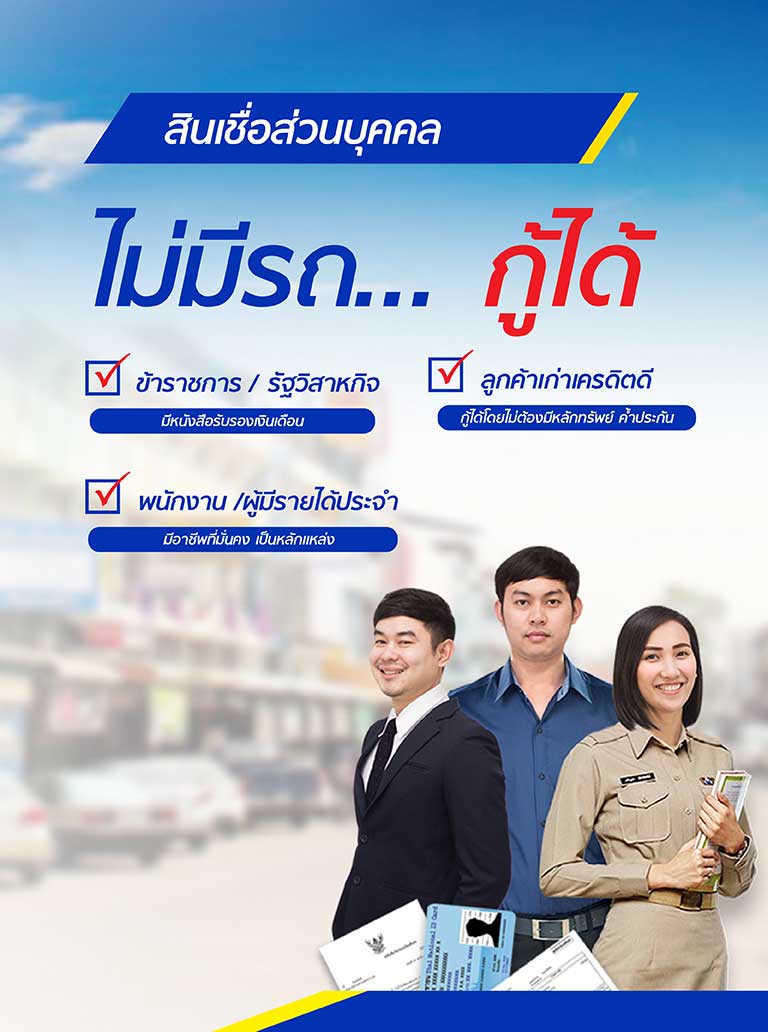 สินเชื่อส่วนบุคคล
ไม่มีรถ... กู้ได้
ข้าราชการ / รัฐวิสาหกิจ
มีหนังสือรับรองเงินเดือน
ลูกค้าเก่าเครดิตดี
กู้ได้โดยไม่ต้องมีหลักทรัพย์ ค้ำประกัน
พนักงาน /ผู้มีรายได้ประจำ
มีอาชีพที่มั่นคง เป็นหลักแหล่ง
Thai National ID Card